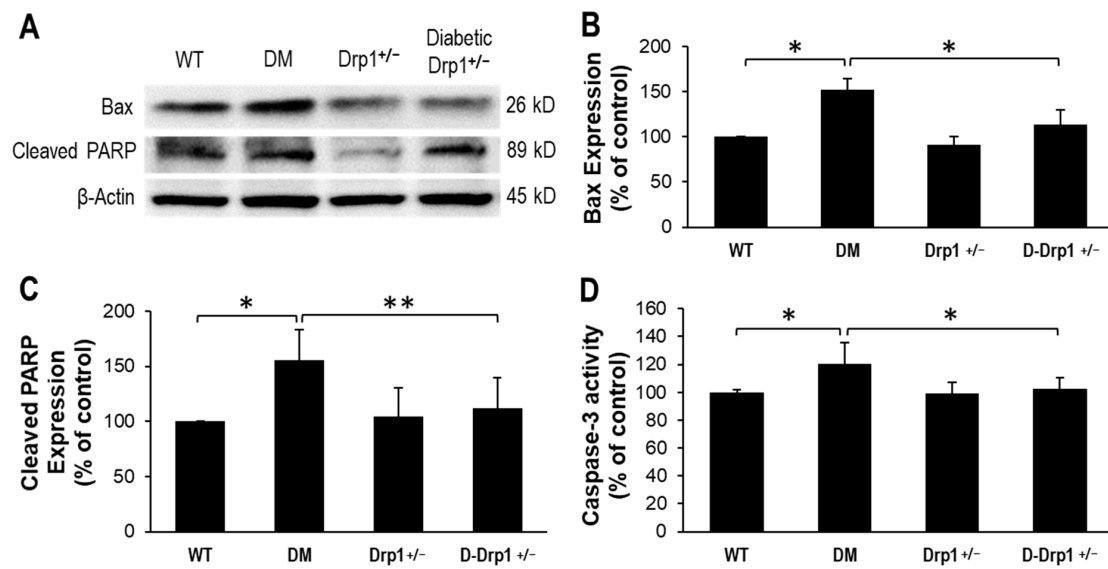 A
WT DM Drp1+/− Diabetic
Drp1+/−
Bax 26 kD
Cleaved PARP 89 kD
β-Actin 45 kD
B
Bax Expression
(% of control)
200
150
100
50
0
* *
WT DM Drp1 +/− D-Drp1 +/−
C
Cleaved PARP
Expression
(% of control)
200
150
100
50
0
* **
WT DM Drp1+/− D-Drp1 +/−
D
Caspase-3 activity
(% of control)
160
140
120
100
80
60
40
20
0
* *
WT DM Drp1+/− D-Drp1 +/−